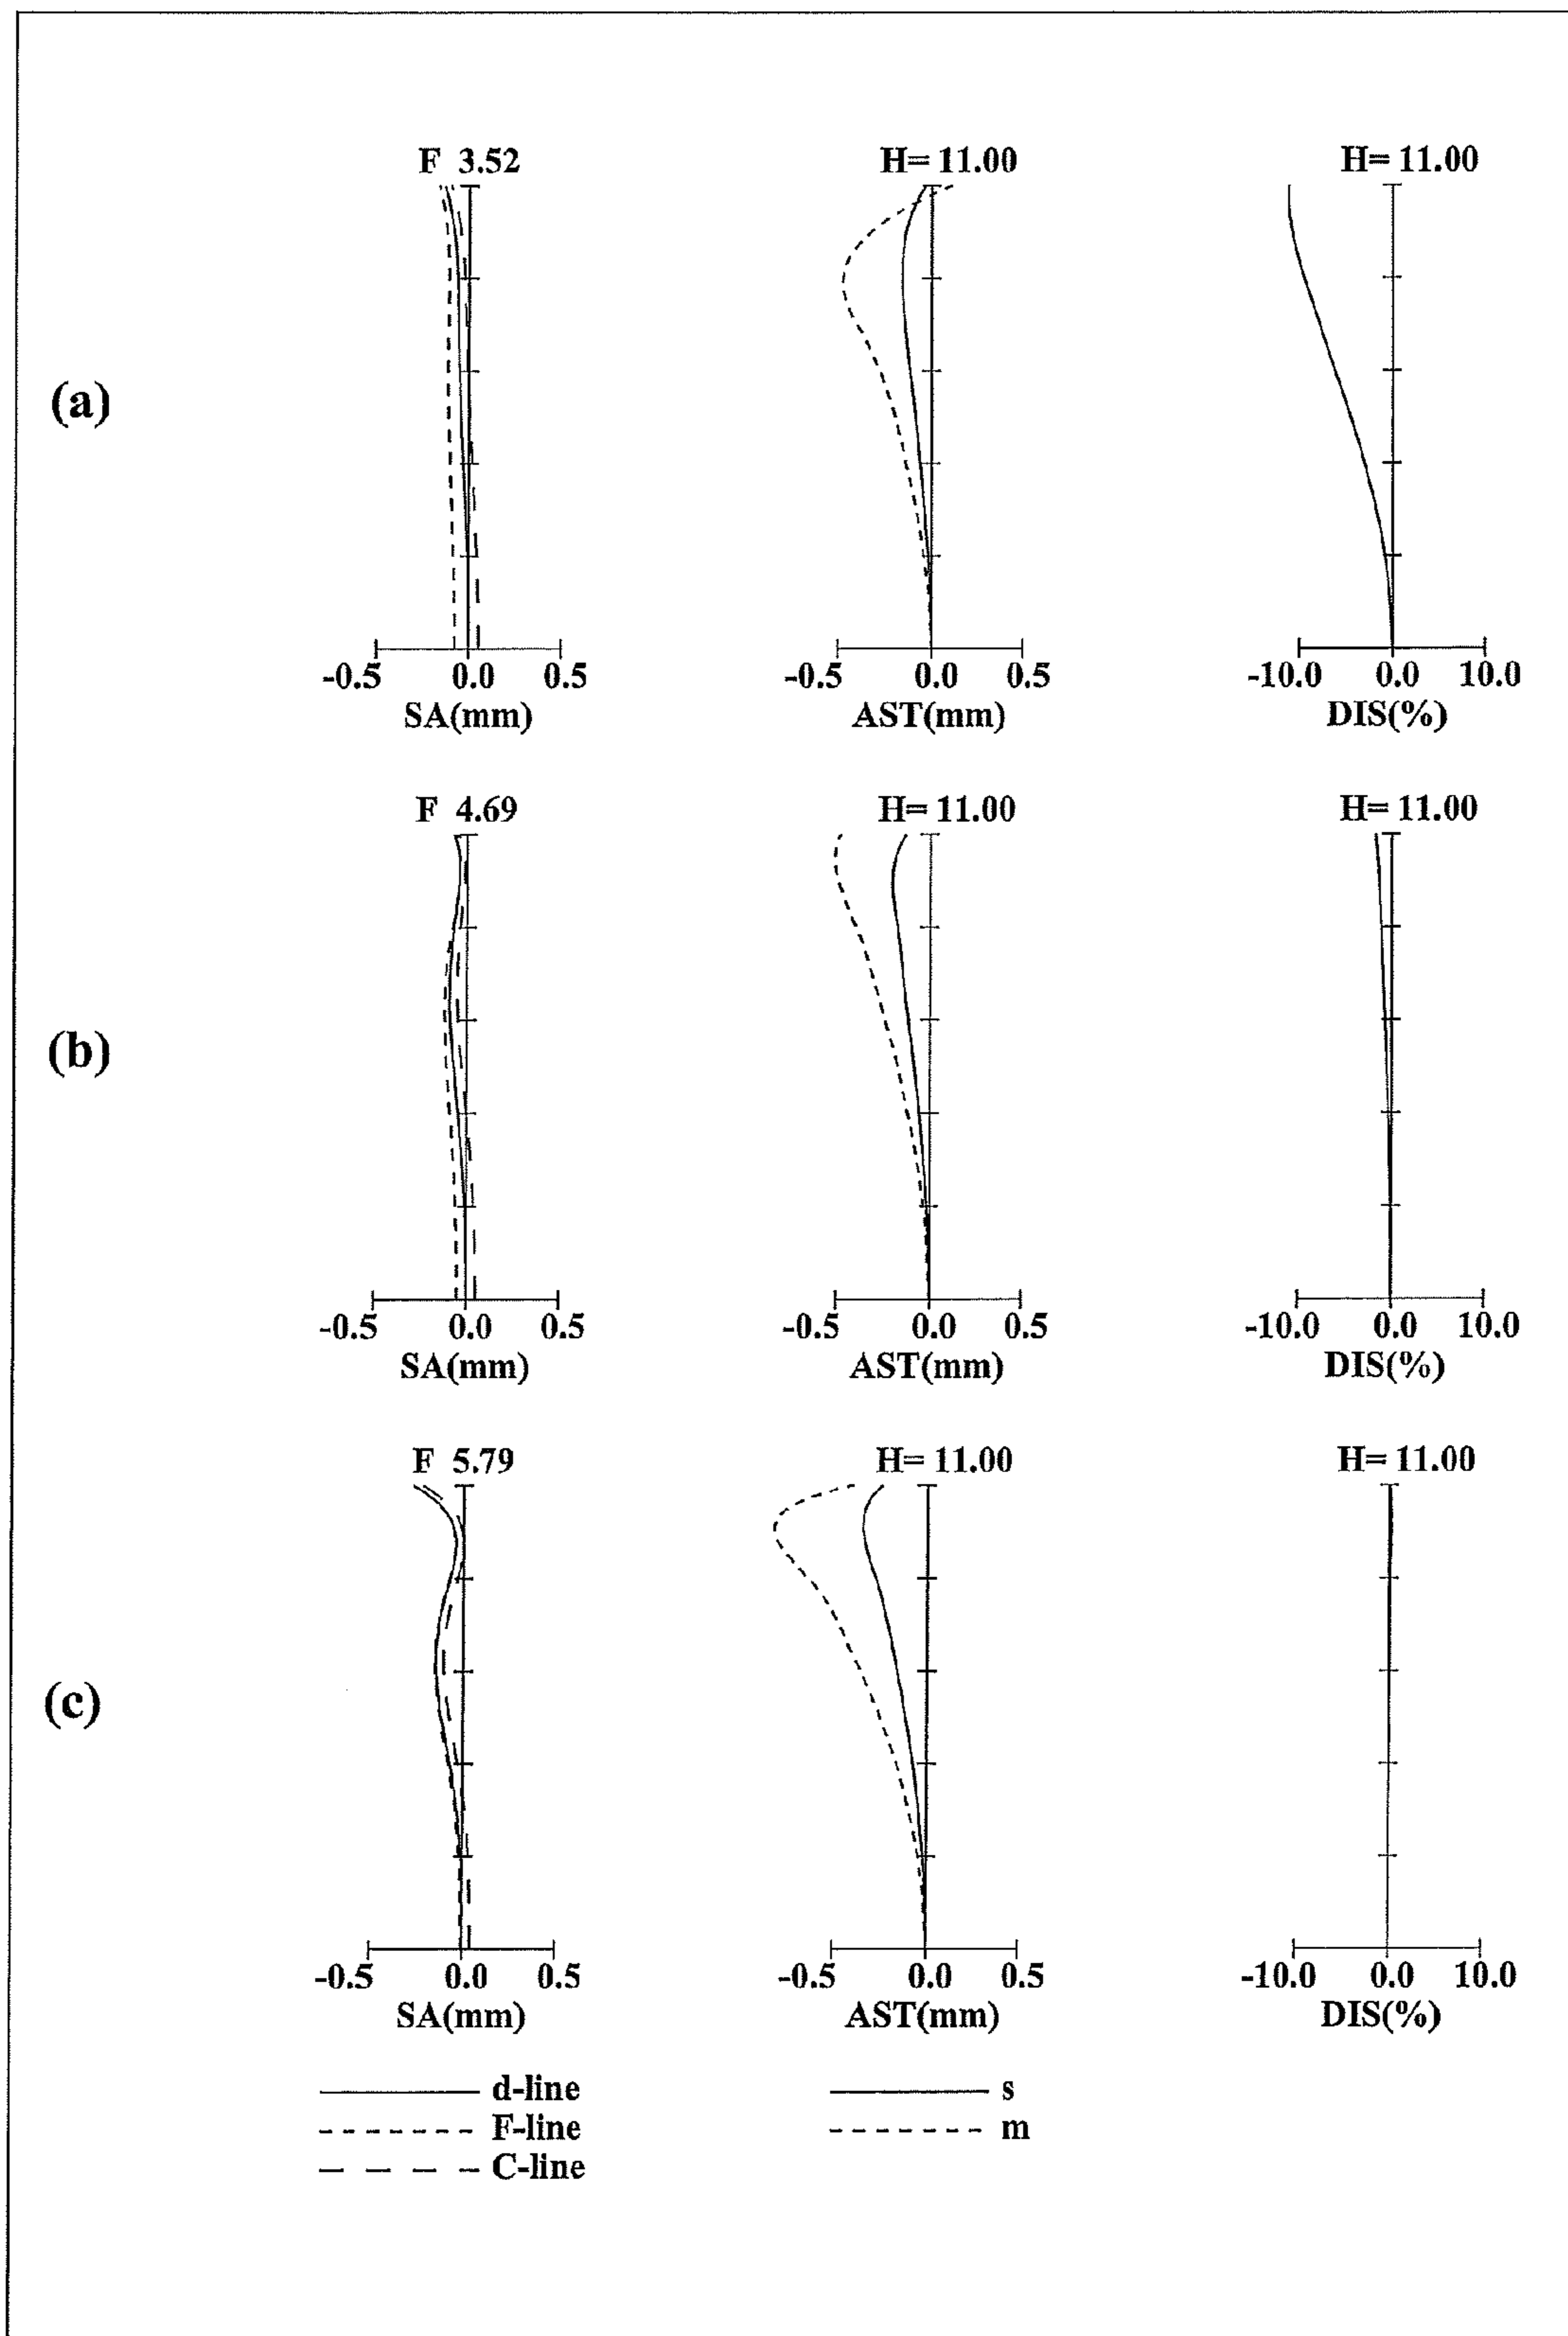 F 3.52 H= 11.00 H= 11.00
(a)
-0.5 0.0 0.5 -0.5 0.0 0.5 -10.0 0.0 10.0
SA(mm) AST(mm) DIS(%)
F 4.69 H= 11.00 H= 11.00
(b)
-0.5 0.0 0.5 -0.5 0.0 0.5 -10.0 0.0 10.0
SA(mm) AST(mm) DIS(%)
F 5.79 H= 11.00 H= 11.00
(c)
-0.5 0.0 0.5 -0.5 0.0 0.5 -10.0 0.0 10.0
SA(mm) AST(mm) DIS(%)
d-line s
F-line m
C-line